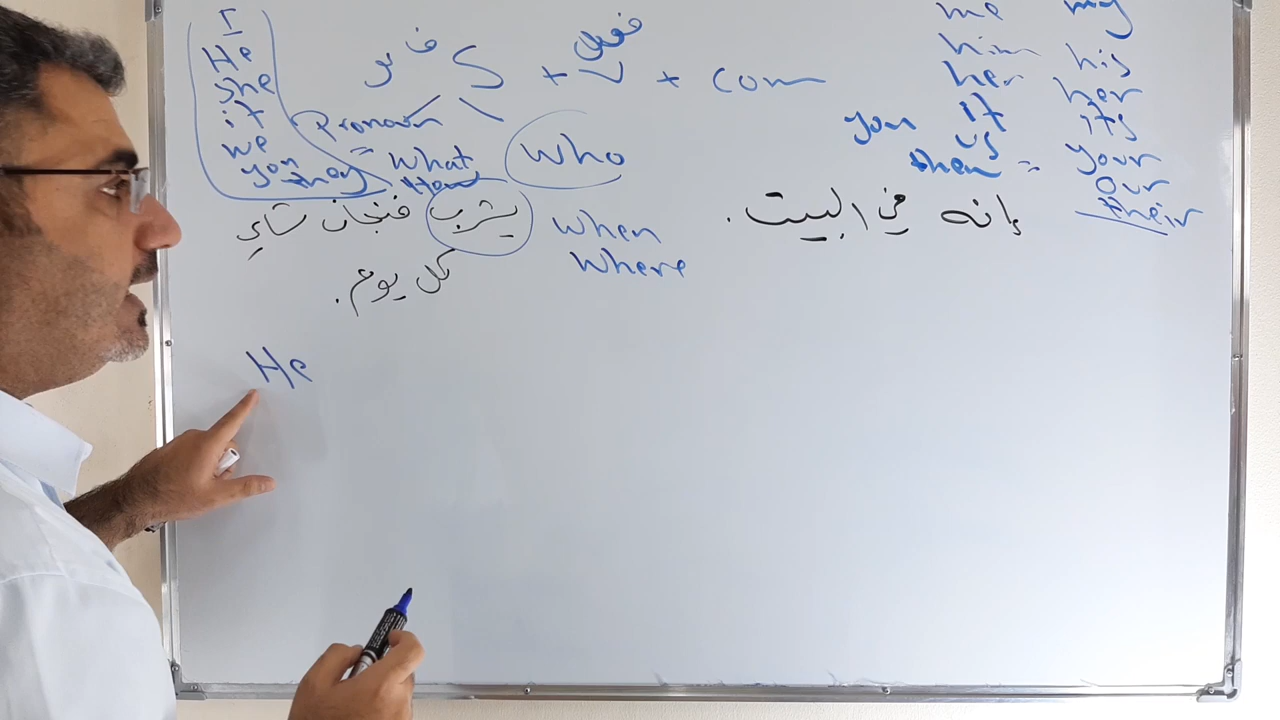 I
He
she
it
we
you
they
S + V + com
فعل
Pronoun
What
How
Who
When
Where
me my
him his
her her
it its
you your
us our
them = their
يشرب فنجان شاي
كل يوم.
إنه في البيت.
He